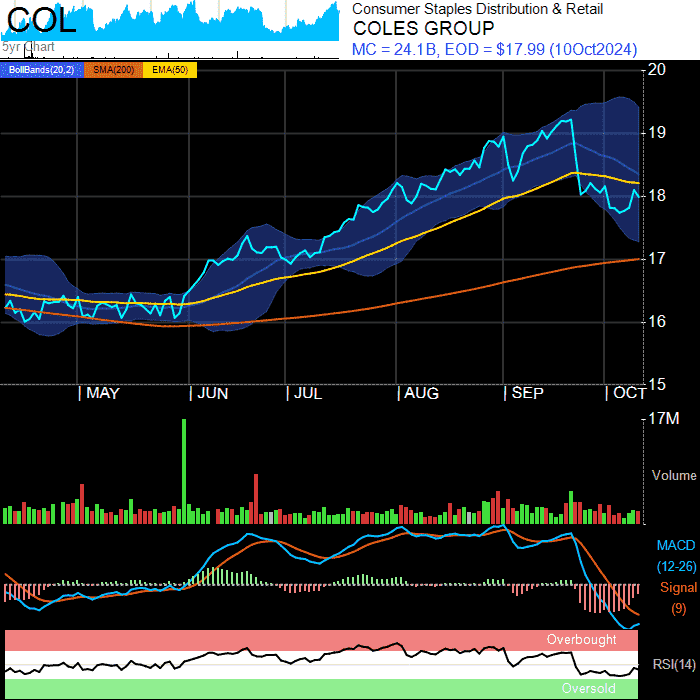 COL
5yr Chart
Consumer Staples Distribution & Retail
COLES GROUP
MC = 24.1B, EOD = $17.99 (10Oct2024)
BollBands(20,2) SMA(200) EMA(50)
20
19
18
17
16
15
| MAY | JUN | JUL | AUG | SEP | OCT
17M
Volume
MACD
(12-26)
Signal
(9)
Overbought
RSI(14)
Oversold